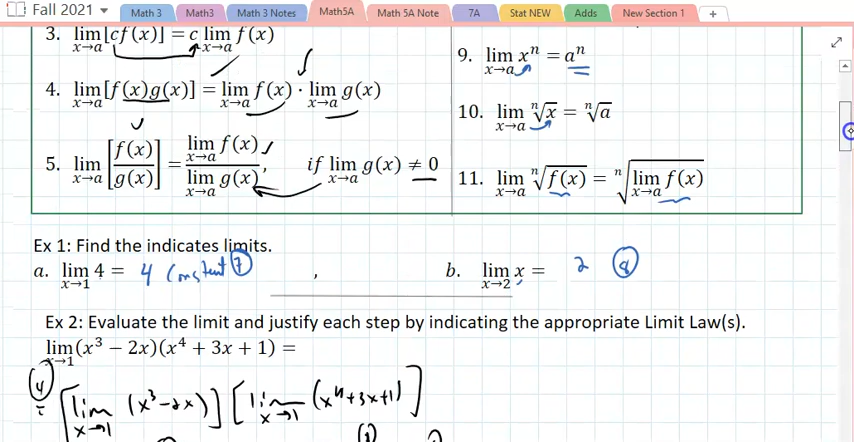 Fall 2021
Math 3
Math3
Math 3 Notes
Math5A
Math 5A Note
7A
Stat NEW
Adds
New Section 1
+
3. lim x→a [cf(x)] = c lim x→a f(x)
4. lim x→a [f(x)g(x)] = lim x→a f(x) · lim x→a g(x)
5. lim x→a [f(x)/g(x)] = lim x→a f(x) / lim x→a g(x), if lim x→a g(x) ≠ 0
9. lim x→a xⁿ = aⁿ
10. lim x→a ⁿ√x = ⁿ√a
11. lim x→a ⁿ√f(x) = ⁿ√lim x→a f(x)
Ex 1: Find the indicates limits.
a. lim x→1 4 = 4 Constent ⑦ ,
b. lim x→2 x = 2 ⑧
Ex 2: Evaluate the limit and justify each step by indicating the appropriate Limit Law(s).
lim x→1 (x³ − 2x)(x⁴ + 3x + 1) =
④ = [lim x→1 (x³−2x)] [lim x→1 (x⁴+3x+1)]